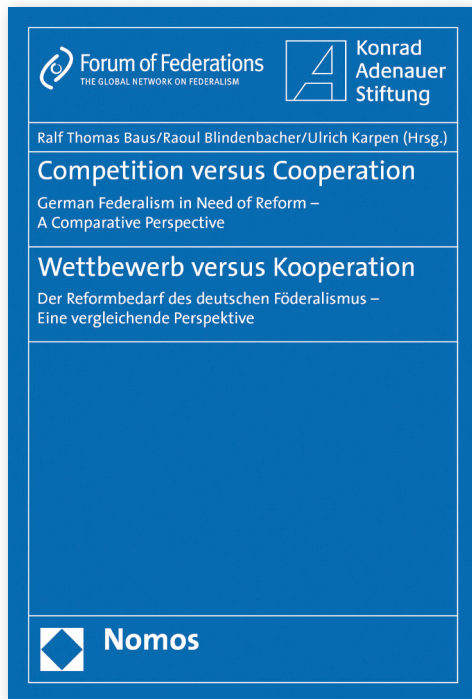 Forum of Federations
THE GLOBAL NETWORK ON FEDERALISM
Konrad
Adenauer
Stiftung
Ralf Thomas Baus/Raoul Blindenbacher/Ulrich Karpen (Hrsg.)
Competition versus Cooperation
German Federalism in Need of Reform –
A Comparative Perspective
Wettbewerb versus Kooperation
Der Reformbedarf des deutschen Föderalismus –
Eine vergleichende Perspektive
Nomos